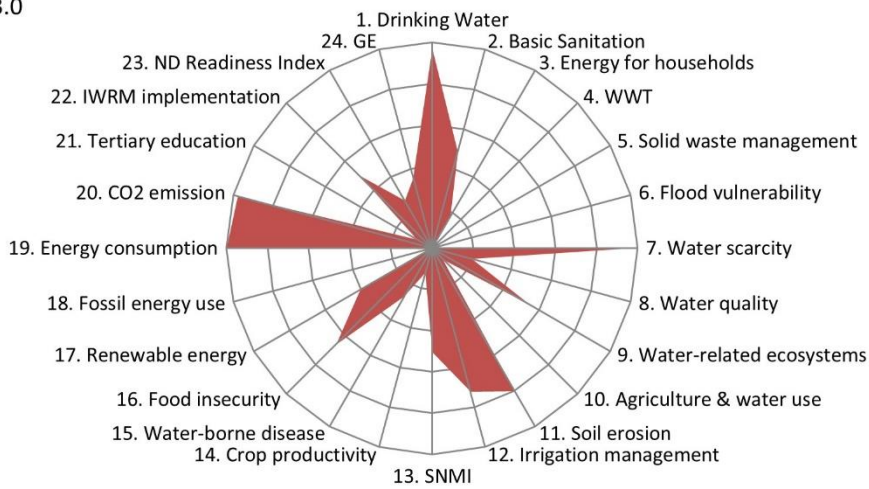 3.0
1. Drinking Water
2. Basic Sanitation
3. Energy for households
4. WWT
5. Solid waste management
6. Flood vulnerability
7. Water scarcity
8. Water quality
9. Water-related ecosystems
10. Agriculture & water use
11. Soil erosion
12. Irrigation management
13. SNMI
14. Crop productivity
15. Water-borne disease
16. Food insecurity
17. Renewable energy
18. Fossil energy use
19. Energy consumption
20. CO2 emission
21. Tertiary education
22. IWRM implementation
23. ND Readiness Index
24. GE